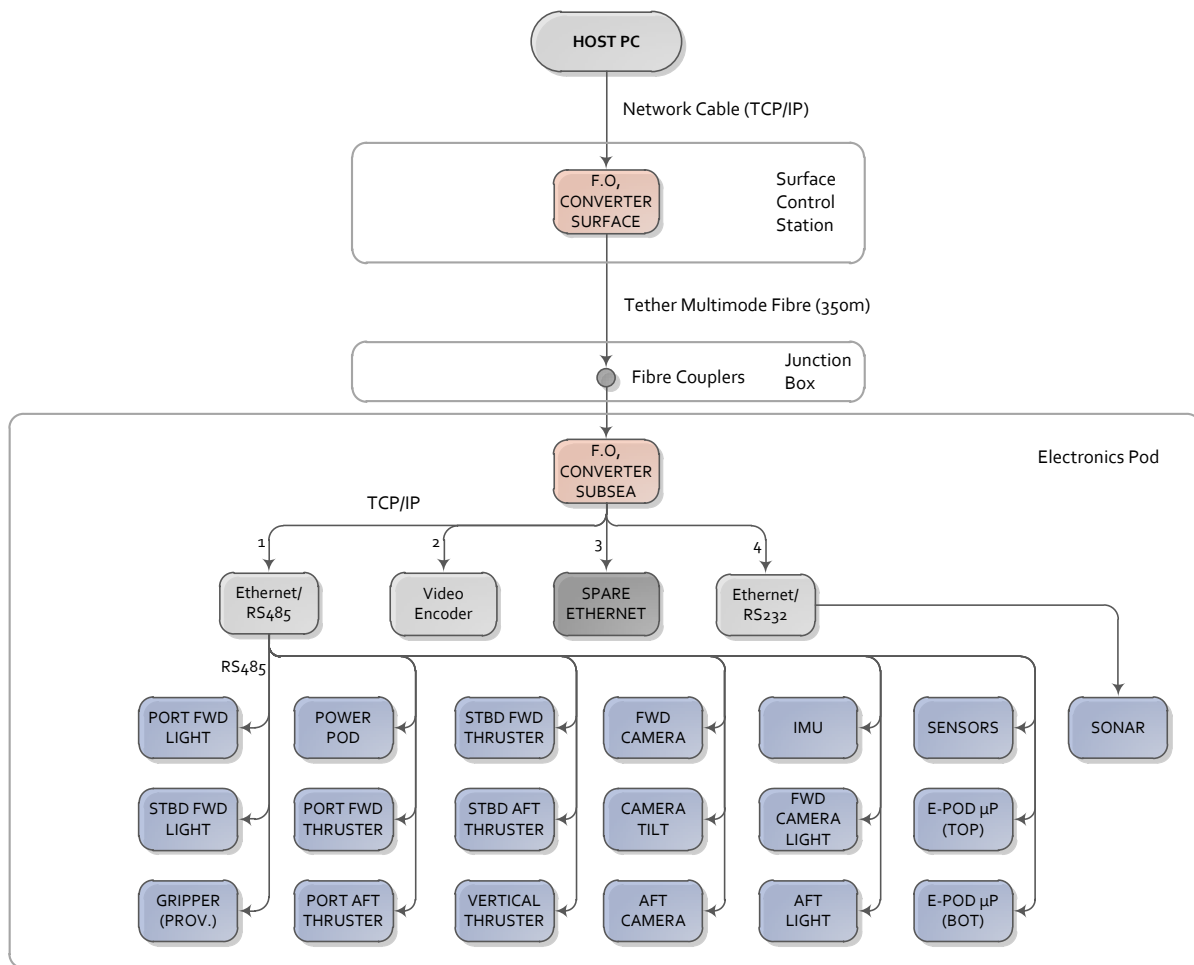 HOST PC
Network Cable (TCP/IP)
F.O,
CONVERTER
SURFACE
Surface
Control
Station
Tether Multimode Fibre (350m)
Fibre Couplers
Junction
Box
F.O,
CONVERTER
SUBSEA
Electronics Pod
TCP/IP
1
2
3
4
Ethernet/
RS485
Video
Encoder
SPARE
ETHERNET
Ethernet/
RS232
RS485
PORT FWD
LIGHT
POWER
POD
STBD FWD
THRUSTER
FWD
CAMERA
IMU
SENSORS
SONAR
STBD FWD
LIGHT
PORT FWD
THRUSTER
STBD AFT
THRUSTER
CAMERA
TILT
FWD
CAMERA
LIGHT
E-POD µP
(TOP)
GRIPPER
(PROV.)
PORT AFT
THRUSTER
VERTICAL
THRUSTER
AFT
CAMERA
AFT
LIGHT
E-POD µP
(BOT)